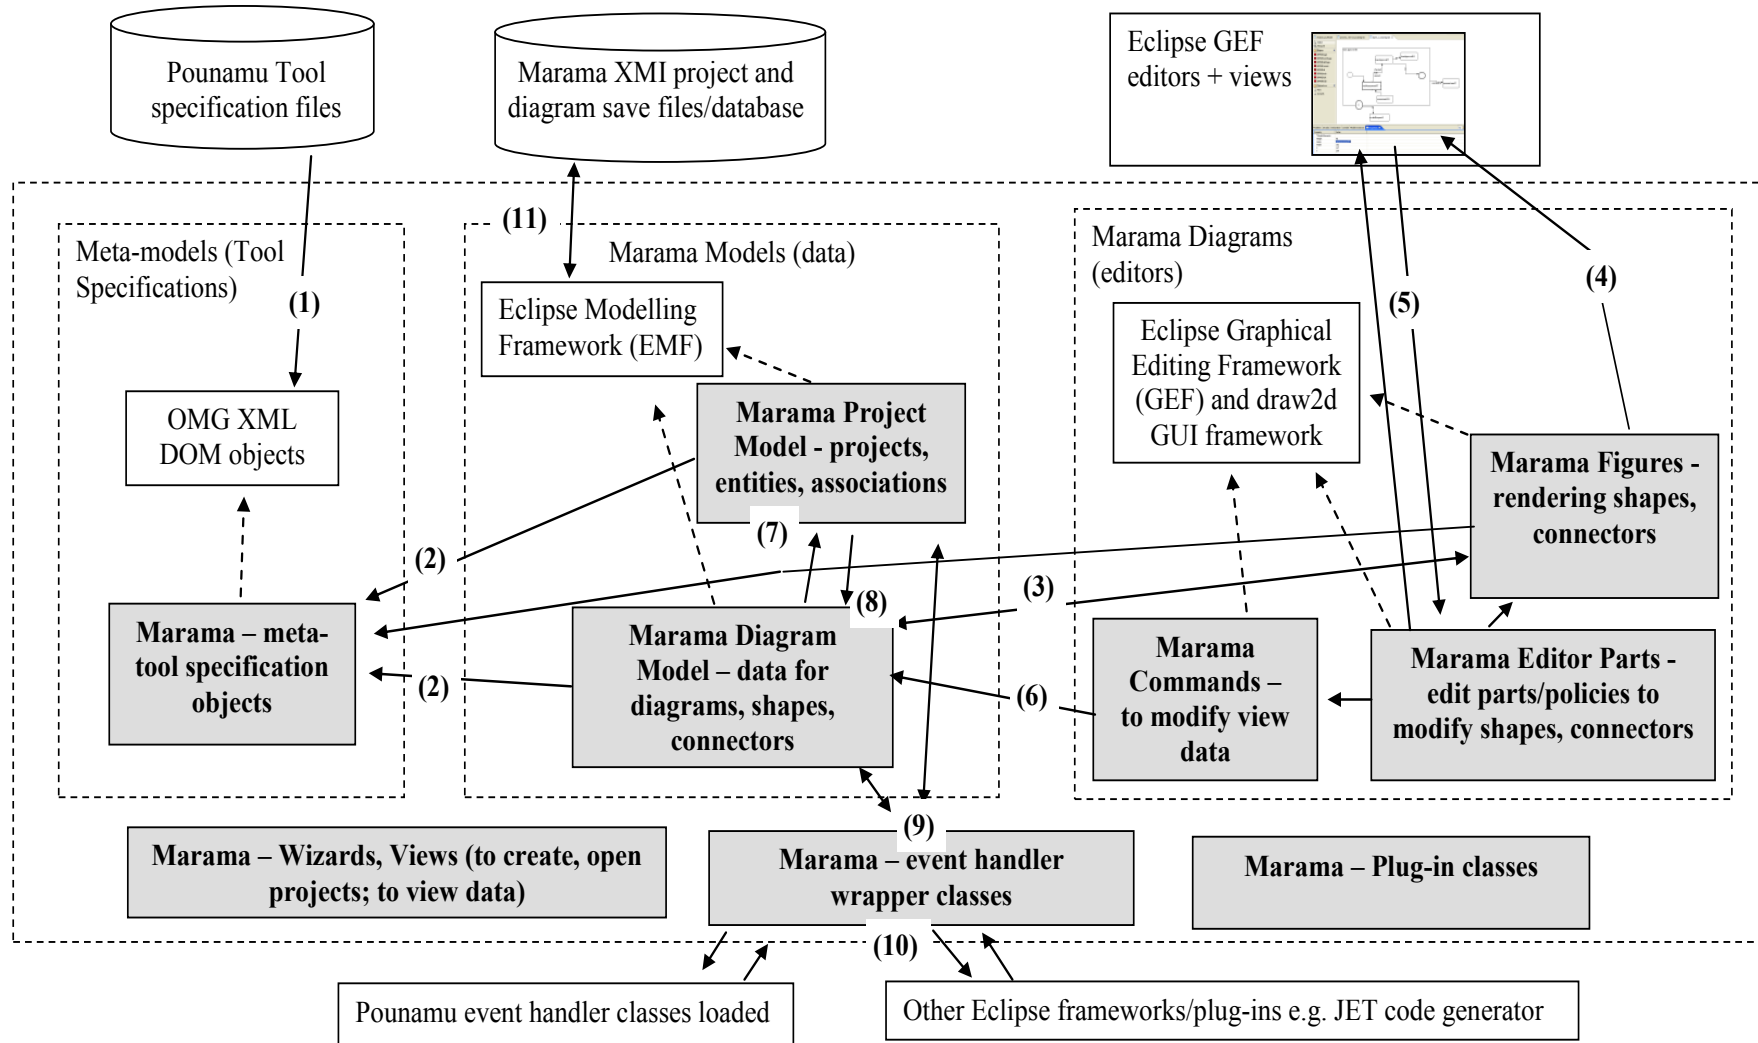 Pounamu Tool
specification files
Marama XMI project and
diagram save files/database
Eclipse GEF
editors + views
(11)
Meta-models (Tool
Specifications)
(1)
Marama Models (data)
Eclipse Modelling
Framework (EMF)
Marama Diagrams
(editors)
(4)
(5)
Eclipse Graphical
Editing Framework
(GEF) and draw2d
GUI framework
OMG XML
DOM objects
Marama Project
Model - projects,
entities, associations
Marama Figures -
rendering shapes,
connectors
(7)
(2)
(3)
(8)
Marama – meta-
tool specification
objects
(2)
Marama Diagram
Model – data for
diagrams, shapes,
connectors
(6)
Marama
Commands –
to modify view
data
Marama Editor Parts -
edit parts/policies to
modify shapes, connectors
(9)
Marama – Wizards, Views (to create, open
projects; to view data)
Marama – event handler
wrapper classes
Marama – Plug-in classes
(10)
Pounamu event handler classes loaded
Other Eclipse frameworks/plug-ins e.g. JET code generator